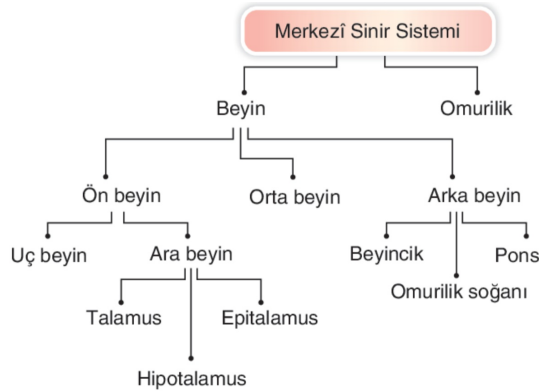 Merkezî Sinir Sistemi
Beyin
Omurilik
Ön beyin
Orta beyin
Arka beyin
Uç beyin
Ara beyin
Beyincik
Pons
Omurilik soğanı
Talamus
Epitalamus
Hipotalamus